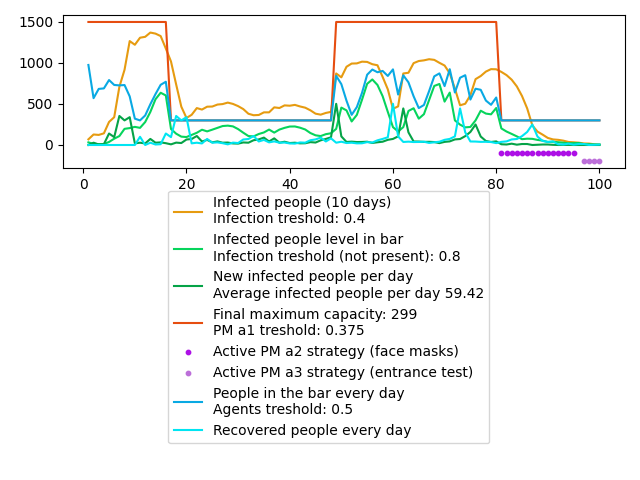 1500
1000
500
0
0
20
40
60
80
100
Infected people (10 days)
Infection treshold: 0.4
Infected people level in bar
Infection treshold (not present): 0.8
New infected people per day
Average infected people per day 59.42
Final maximum capacity: 299
PM a1 treshold: 0.375
Active PM a2 strategy (face masks)
Active PM a3 strategy (entrance test)
People in the bar every day
Agents treshold: 0.5
Recovered people every day